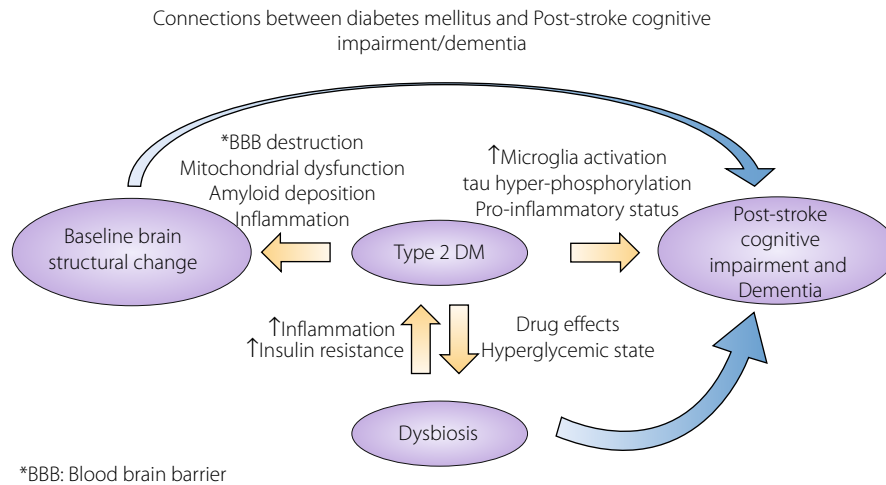 Connections between diabetes mellitus and Post-stroke cognitive
impairment/dementia
*BBB destruction
Mitochondrial dysfunction
Amyloid deposition
Inflammation
↑Microglia activation
tau hyper-phosphorylation
Pro-inflammatory status
Baseline brain
structural change
Type 2 DM
Post-stroke
cognitive
impairment and
Dementia
↑Inflammation
↑Insulin resistance
Drug effects
Hyperglycemic state
Dysbiosis
*BBB: Blood brain barrier